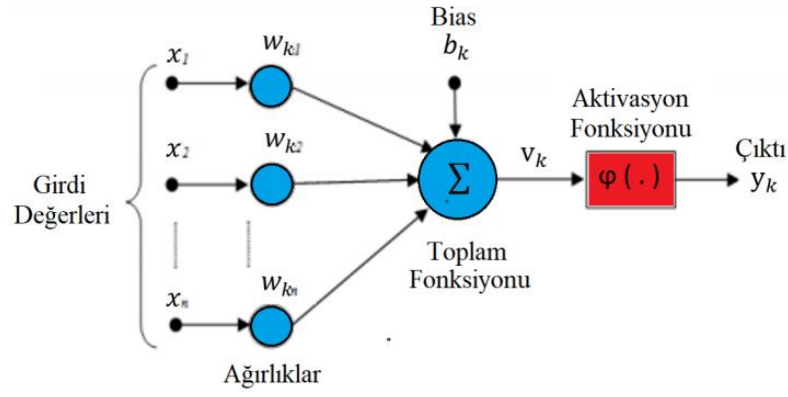 Bias
b_k
x_1
w_k1
Aktivasyon
Fonksiyonu
x_2
w_k2
Σ
v_k
φ(.)
Çıktı
y_k
Girdi
Değerleri
Toplam
Fonksiyonu
x_n
w_kn
Ağırlıklar